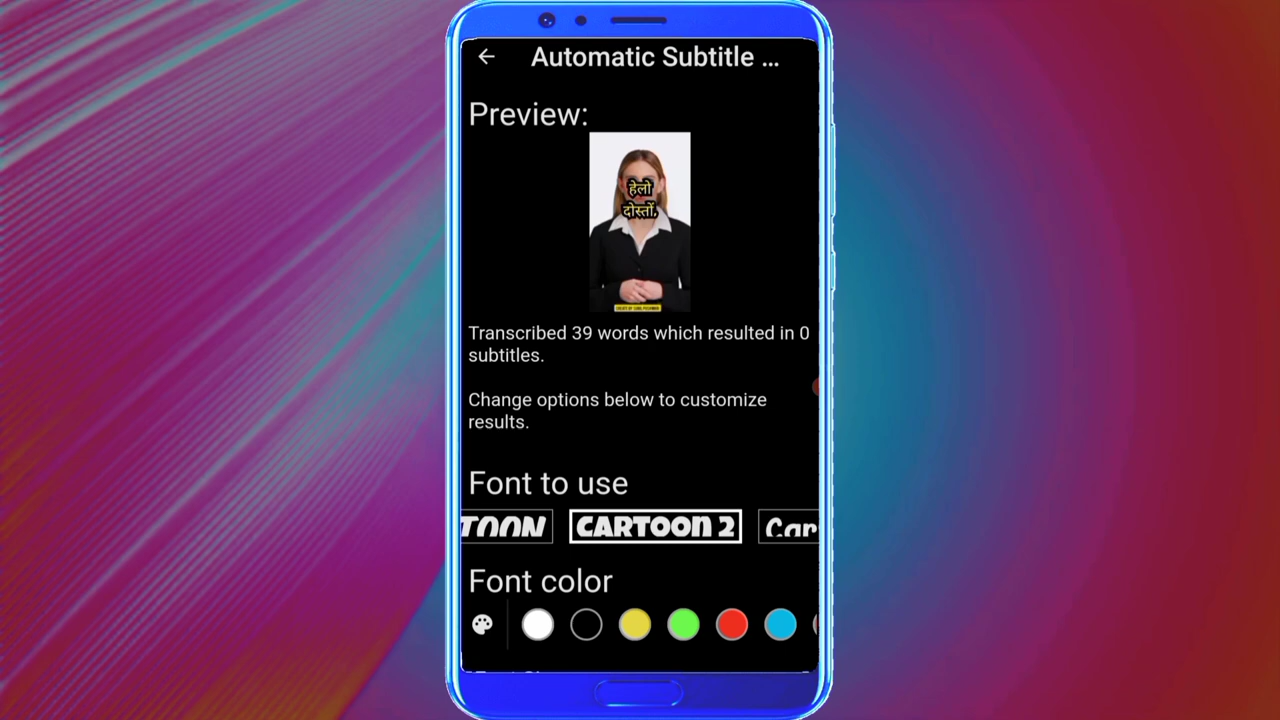 Automatic Subtitle ...
Preview:
हेलो
दोस्तों,
Transcribed 39 words which resulted in 0
subtitles.
Change options below to customize
results.
Font to use
TOON
CARTOON 2
Car
Font color